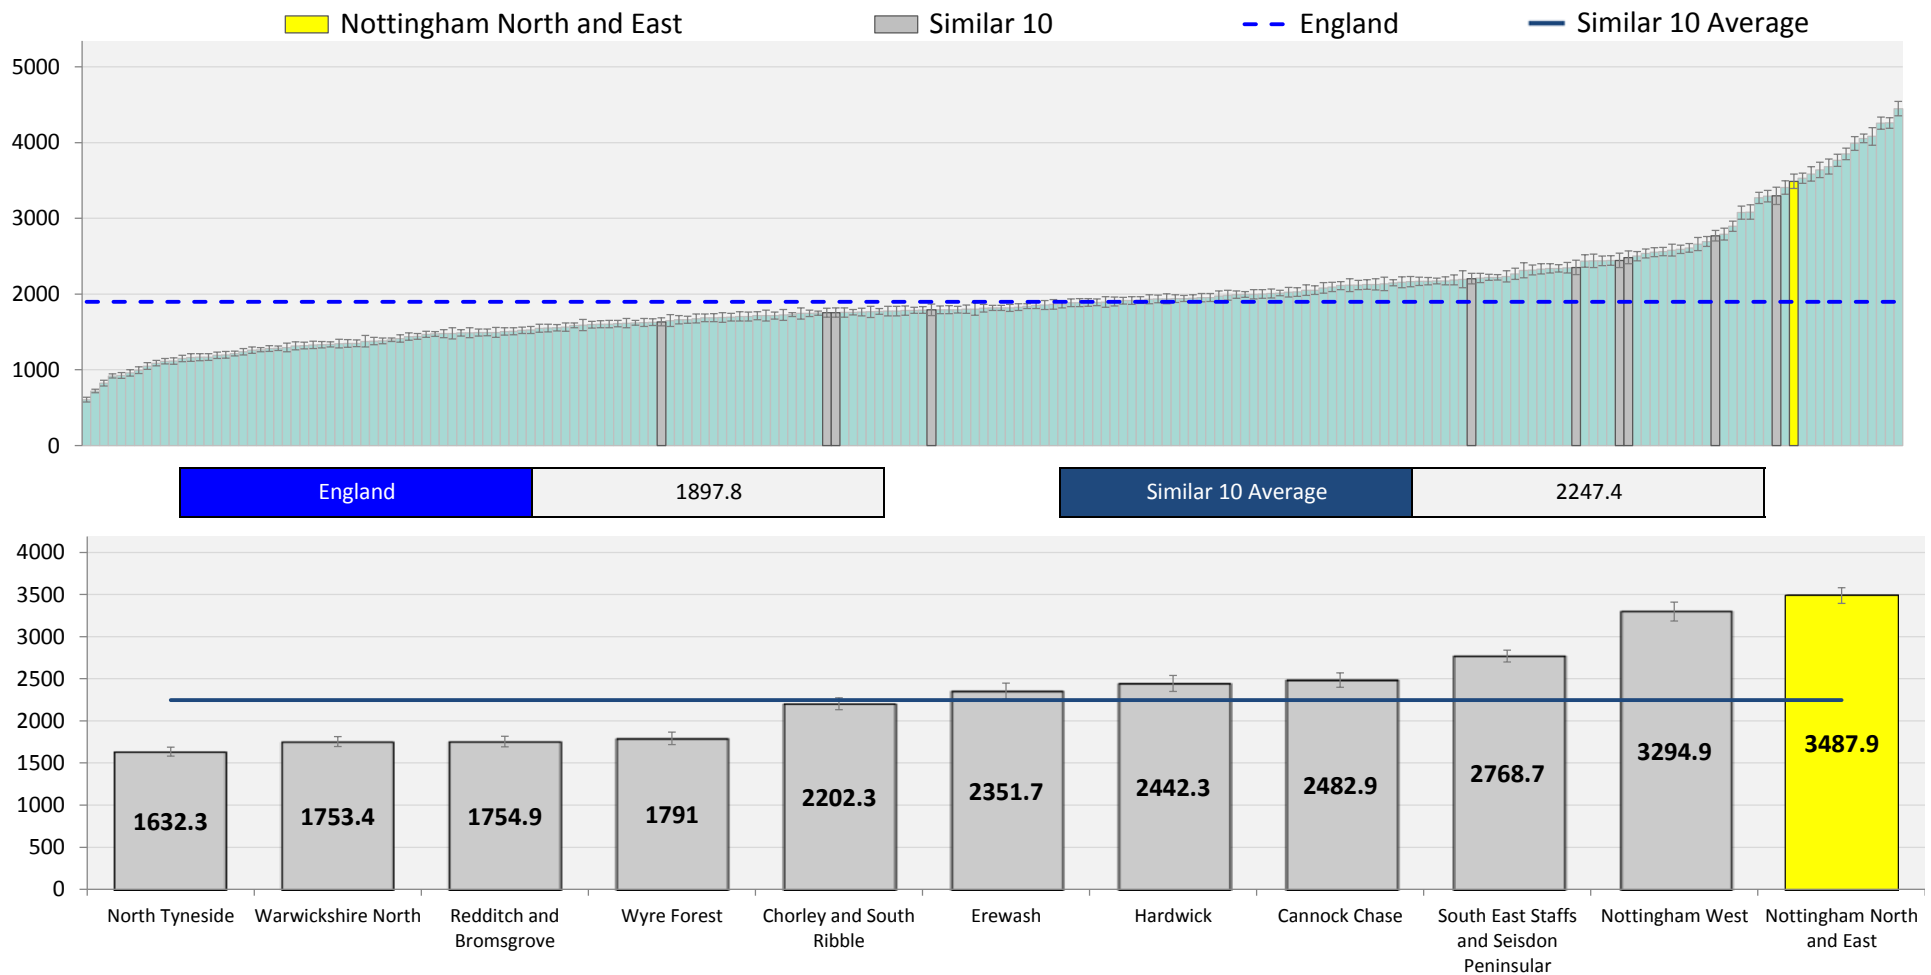 Nottingham North and East
Similar 10
England
Similar 10 Average
5000
4000
3000
2000
1000
0
England
1897.8
Similar 10 Average
2247.4
4000
3500
3000
2500
2000
1500
1000
500
0
1632.3
1753.4
1754.9
1791
2202.3
2351.7
2442.3
2482.9
2768.7
3294.9
3487.9
North Tyneside
Warwickshire North
Redditch and
Bromsgrove
Wyre Forest
Chorley and South
Ribble
Erewash
Hardwick
Cannock Chase
South East Staffs
and Seisdon
Peninsular
Nottingham West
Nottingham North
and East